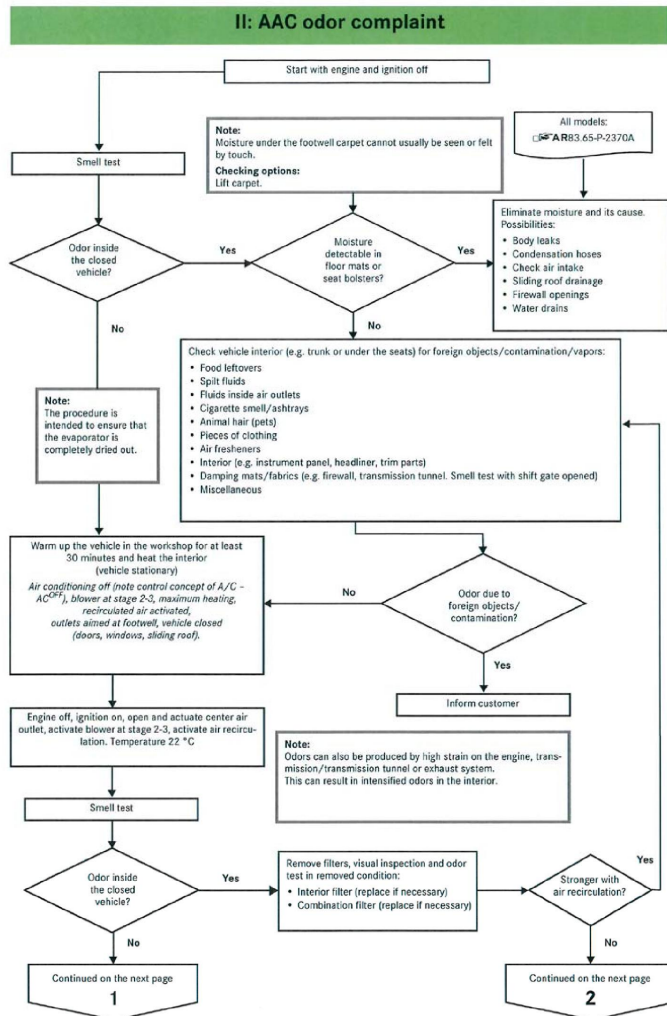 II: AAC odor complaint
Start with engine and ignition off
All models:
AR83.65-P-2370A
Note:
Moisture under the footwell carpet cannot usually be seen or felt
by touch.
Checking options:
Lift carpet.
Smell test
Odor inside
the closed
vehicle?
Yes
Moisture
detectable in
floor mats or
seat bolsters?
Yes
Eliminate moisture and its cause.
Possibilities:
• Body leaks
• Condensation hoses
• Check air intake
• Sliding roof drainage
• Firewall openings
• Water drains
No
No
Check vehicle interior (e.g. trunk or under the seats) for foreign objects/contamination/vapors:
• Food leftovers
• Spilt fluids
• Fluids inside air outlets
• Cigarette smell/ashtrays
• Animal hair (pets)
• Pieces of clothing
• Air fresheners
• Interior (e.g. instrument panel, headliner, trim parts)
• Damping mats/fabrics (e.g. firewall, transmission tunnel. Smell test with shift gate opened)
• Miscellaneous
Note:
The procedure is
intended to ensure that
the evaporator is
completely dried out.
Warm up the vehicle in the workshop for at least
30 minutes and heat the interior
(vehicle stationary)
Air conditioning off (note control concept of A/C –
AC OFF), blower at stage 2-3, maximum heating,
recirculated air activated,
outlets aimed at footwell, vehicle closed
(doors, windows, sliding roof).
No
Odor due to
foreign objects/
contamination?
Yes
Inform customer
Engine off, ignition on, open and actuate center air
outlet, activate blower at stage 2-3, activate air recircu-
lation. Temperature 22 °C
Note:
Odors can also be produced by high strain on the engine, trans-
mission/transmission tunnel or exhaust system.
This can result in intensified odors in the interior.
Smell test
Odor inside
the closed
vehicle?
Yes
Remove filters, visual inspection and odor
test in removed condition:
• Interior filter (replace if necessary)
• Combination filter (replace if necessary)
Stronger with
air recirculation?
Yes
No
No
Continued on the next page
1
Continued on the next page
2